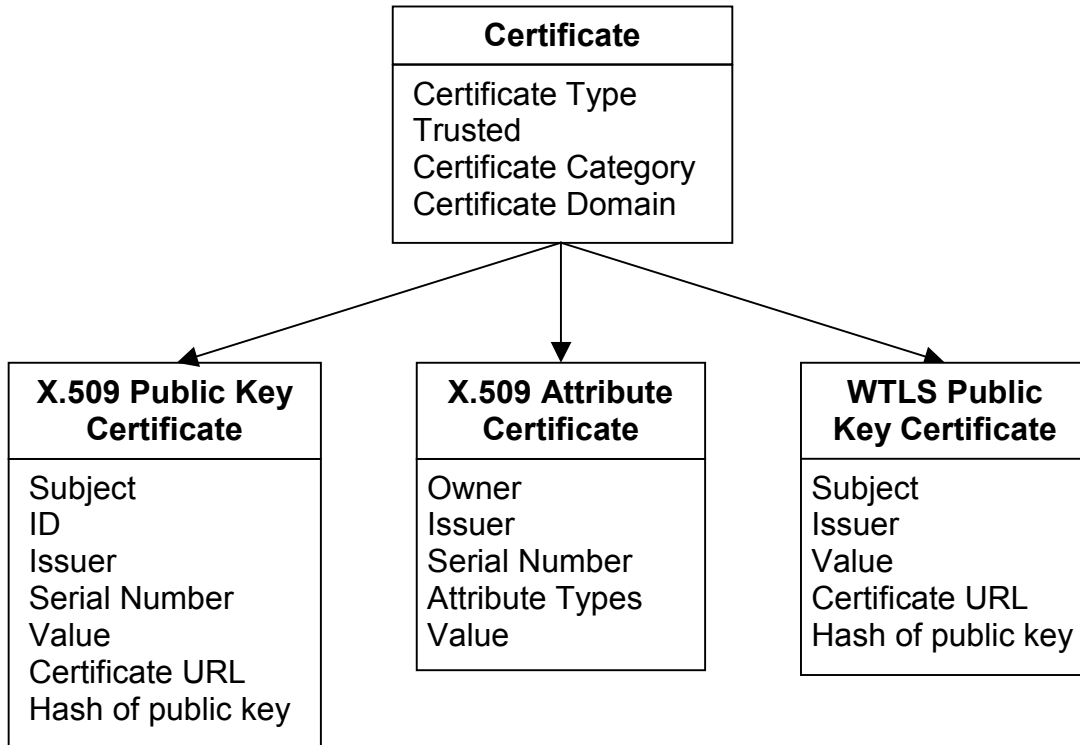 Certificate
Certificate Type
Trusted
Certificate Category
Certificate Domain
X.509 Public Key
Certificate
Subject
ID
Issuer
Serial Number
Value
Certificate URL
Hash of public key
X.509 Attribute
Certificate
Owner
Issuer
Serial Number
Attribute Types
Value
WTLS Public
Key Certificate
Subject
Issuer
Value
Certificate URL
Hash of public key